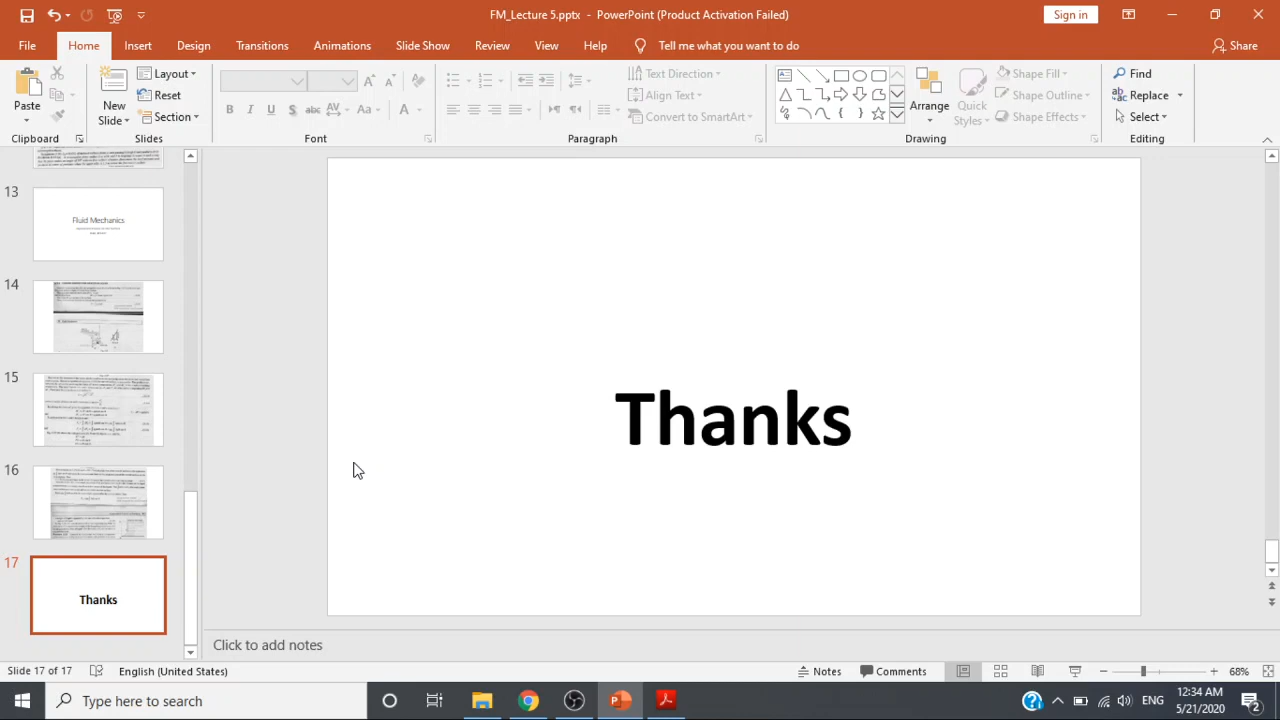 FM_Lecture 5.pptx - PowerPoint (Product Activation Failed)
Sign in
File Home Insert Design Transitions Animations Slide Show Review View Help Tell me what you want to do Share
Paste
New Slide
Layout
Reset
Section
B I U S abc AV Aa A
Text Direction
Align Text
Convert to SmartArt
Arrange
Quick Styles
Shape Fill
Shape Outline
Shape Effects
Find
Replace
Select
Clipboard Slides Font Paragraph Drawing Editing
13
Fluid Mechanics
14
15
16
17
Thanks
Thanks
Click to add notes
Slide 17 of 17 English (United States) Notes Comments 68%
Type here to search
ENG
12:34 AM
5/21/2020
2